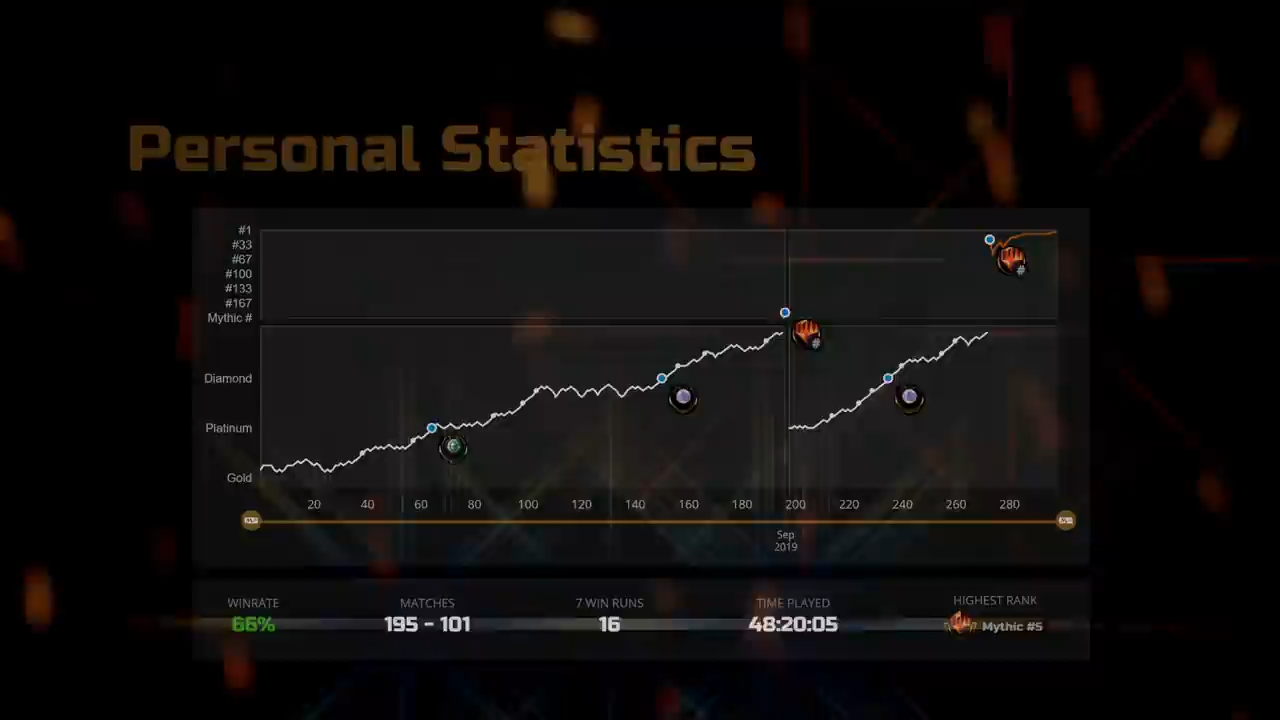 Personal Statistics
#1
#33
#67
#100
#133
#167
Mythic #
Diamond
Platinum
Gold
20 40 60 80 100 120 140 160 180 200 220 240 260 280
Sep
2019
WINRATE MATCHES 7 WIN RUNS TIME PLAYED HIGHEST RANK
66% 195 - 101 16 48:20:05 Mythic #5